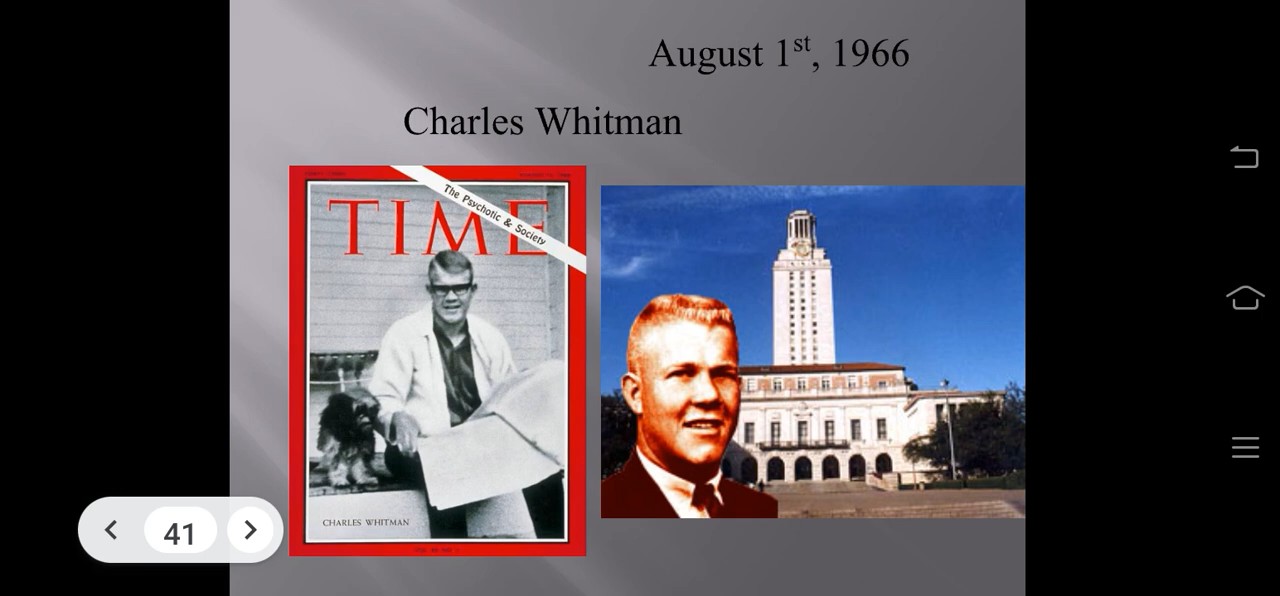 August 1st, 1966
Charles Whitman
The Psychotic & Society
TIME
CHARLES WHITMAN
41